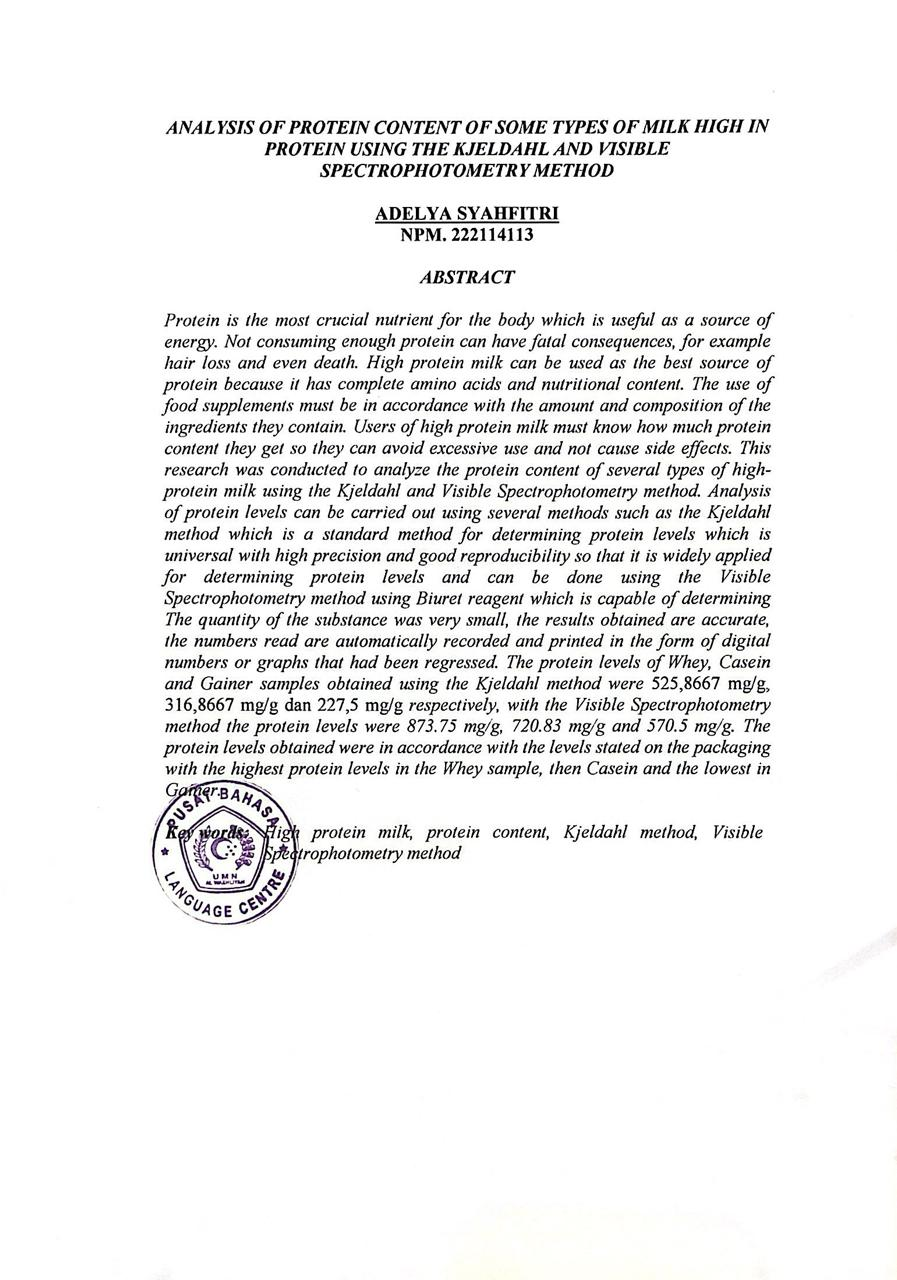 ANALYSIS OF PROTEIN CONTENT OF SOME TYPES OF MILK HIGH IN
PROTEIN USING THE KJELDAHL AND VISIBLE
SPECTROPHOTOMETRY METHOD
ADELYA SYAHFITRI
NPM. 222114113
ABSTRACT
Protein is the most crucial nutrient for the body which is useful as a source of
energy. Not consuming enough protein can have fatal consequences, for example
hair loss and even death. High protein milk can be used as the best source of
protein because it has complete amino acids and nutritional content. The use of
food supplements must be in accordance with the amount and composition of the
ingredients they contain. Users of high protein milk must know how much protein
content they get so they can avoid excessive use and not cause side effects. This
research was conducted to analyze the protein content of several types of high-
protein milk using the Kjeldahl and Visible Spectrophotometry method. Analysis
of protein levels can be carried out using several methods such as the Kjeldahl
method which is a standard method for determining protein levels which is
universal with high precision and good reproducibility so that it is widely applied
for determining protein levels and can be done using the Visible
Spectrophotometry method using Biuret reagent which is capable of determining
The quantity of the substance was very small, the results obtained are accurate,
the numbers read are automatically recorded and printed in the form of digital
numbers or graphs that had been regressed. The protein levels of Whey, Casein
and Gainer samples obtained using the Kjeldahl method were 525,8667 mg/g,
316,8667 mg/g dan 227,5 mg/g respectively, with the Visible Spectrophotometry
method the protein levels were 873.75 mg/g, 720.83 mg/g and 570.5 mg/g. The
protein levels obtained were in accordance with the levels stated on the packaging
with the highest protein levels in the Whey sample, then Casein and the lowest in
Gainer.
Key words: High protein milk, protein content, Kjeldahl method, Visible
Spectrophotometry method
PUSAT BAHASA
UMN
AL WASHLIYAH
LANGUAGE CENTRE